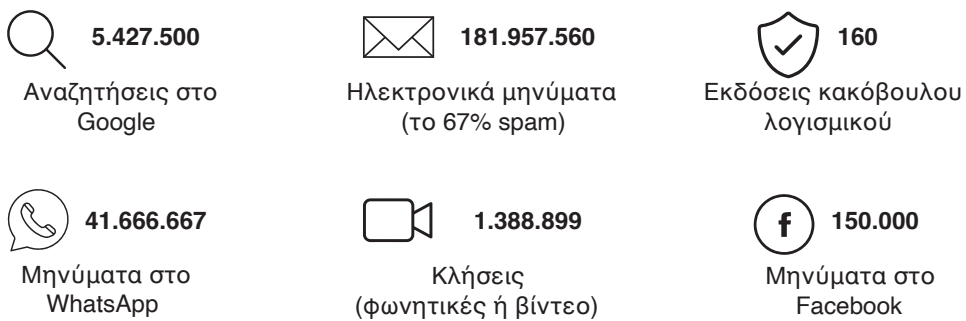 5.427.500
Αναζητήσεις στο
Google
181.957.560
Ηλεκτρονικά μηνύματα
(το 67% spam)
160
Εκδόσεις κακόβουλου
λογισμικού
41.666.667
Μηνύματα στο
WhatsApp
1.388.899
Κλήσεις
(φωνητικές ή βίντεο)
f
150.000
Μηνύματα στο
Facebook